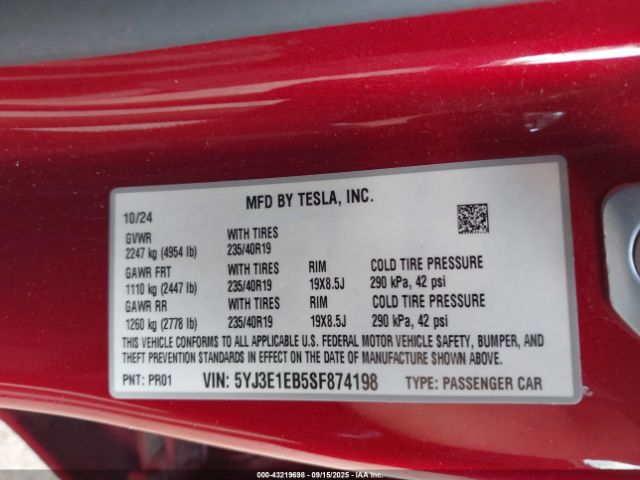 MFD BY TESLA, INC.
10/24
GVWR WITH TIRES
2247 kg (4954 lb) 235/40R19
GAWR FRT WITH TIRES RIM COLD TIRE PRESSURE
1110 kg (2447 lb) 235/40R19 19X8.5J 290 kPa, 42 psi
GAWR RR WITH TIRES RIM COLD TIRE PRESSURE
1260 kg (2778 lb) 235/40R19 19X8.5J 290 kPa, 42 psi
THIS VEHICLE CONFORMS TO ALL APPLICABLE U.S. FEDERAL MOTOR VEHICLE SAFETY, BUMPER, AND
THEFT PREVENTION STANDARDS IN EFFECT ON THE DATE OF MANUFACTURE SHOWN ABOVE.
PNT: PR01 VIN: 5YJ3E1EB5SF874198 TYPE: PASSENGER CAR
000-43219698 - 09/15/2025 - IAA Inc.